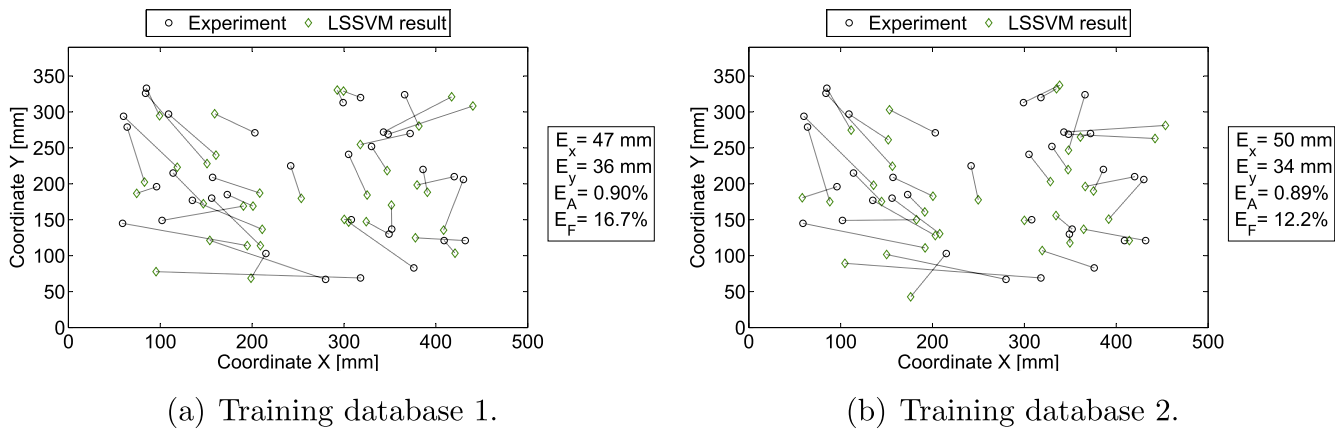 Experiment LSSVM result
Coordinate Y [mm]
350
300
250
200
150
100
50
0
0 100 200 300 400 500
Coordinate X [mm]
E_x= 47 mm
E_y= 36 mm
E_A= 0.90%
E_F= 16.7%
(a) Training database 1.
Experiment LSSVM result
Coordinate Y [mm]
350
300
250
200
150
100
50
0
0 100 200 300 400 500
Coordinate X [mm]
E_x= 50 mm
E_y= 34 mm
E_A= 0.89%
E_F= 12.2%
(b) Training database 2.